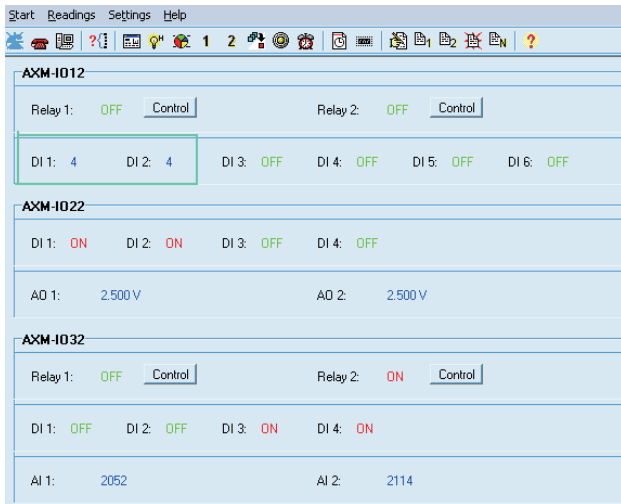 Start Readings Settings Help
?{} H 1 2 1 2 N ?
AXM-IO12
Relay 1: OFF Control Relay 2: OFF Control
DI 1: 4 DI 2: 4 DI 3: OFF DI 4: OFF DI 5: OFF DI 6: OFF
AXM-IO22
DI 1: ON DI 2: ON DI 3: OFF DI 4: OFF
AO 1: 2.500 V AO 2: 2.500 V
AXM-IO32
Relay 1: OFF Control Relay 2: ON Control
DI 1: OFF DI 2: OFF DI 3: ON DI 4: ON
AI 1: 2052 AI 2: 2114